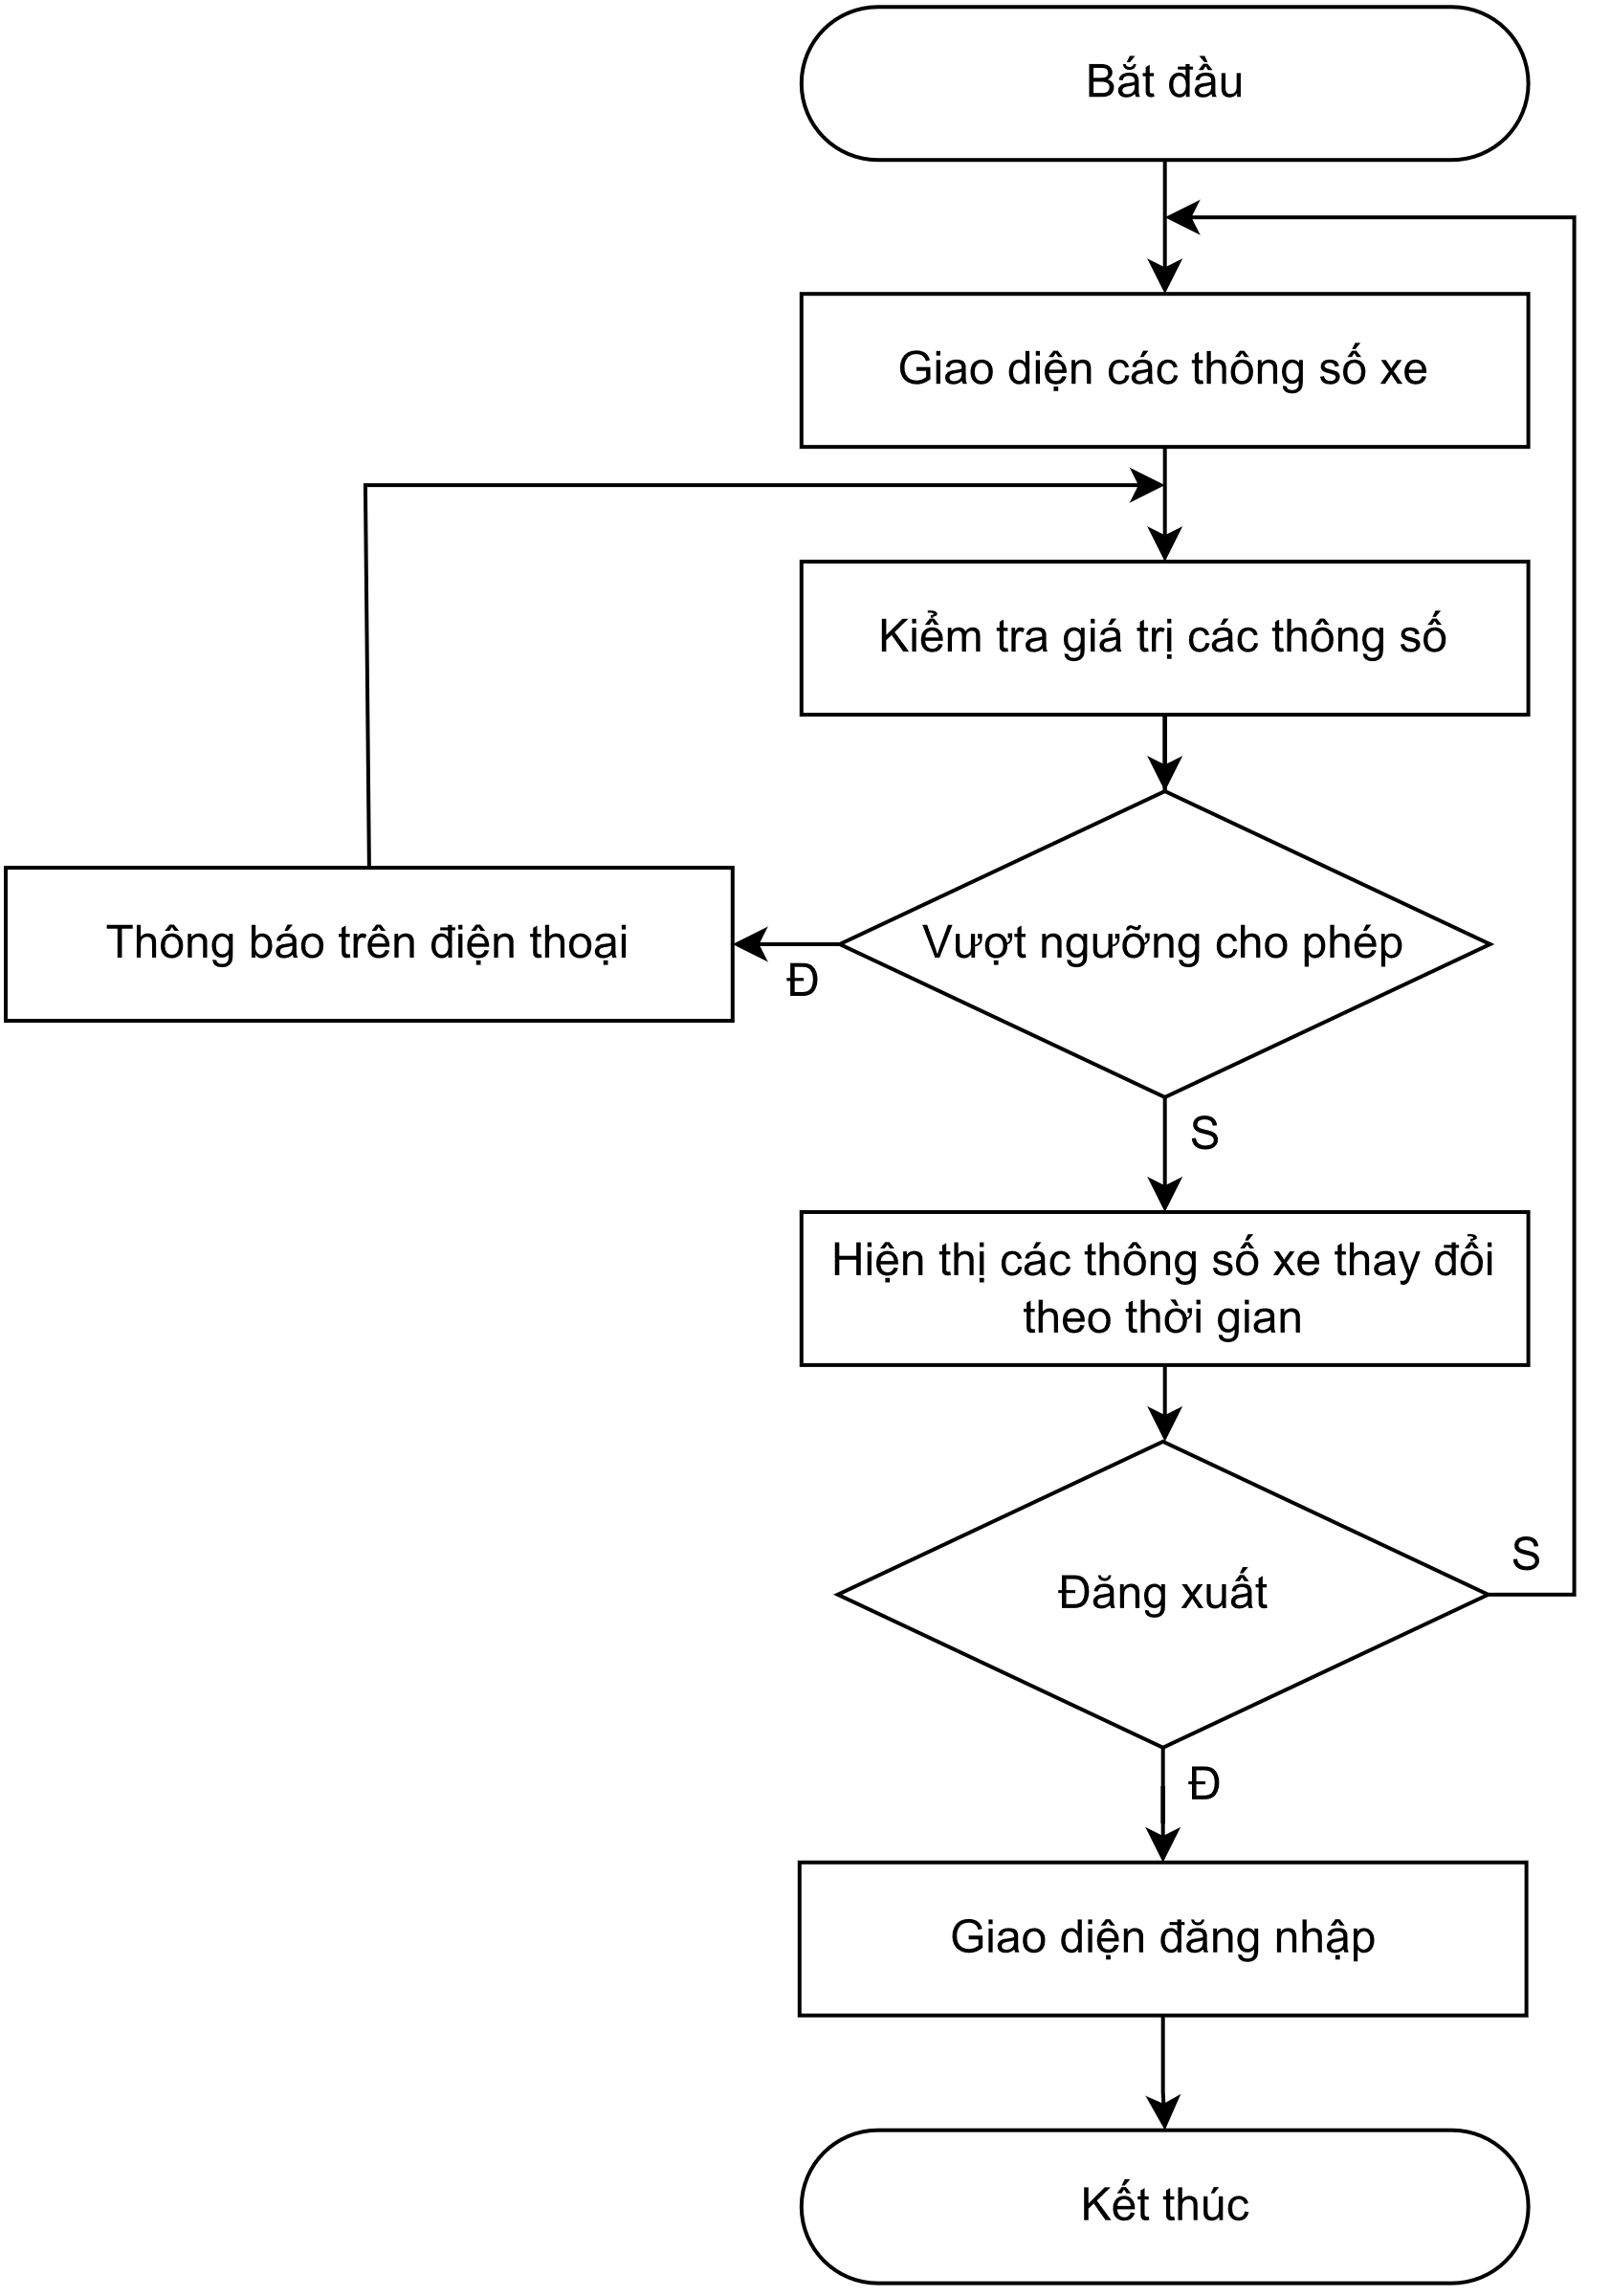 Bắt đầu
Giao diện các thông số xe
Kiểm tra giá trị các thông số
Thông báo trên điện thoại
Đ
Vượt ngưỡng cho phép
S
Hiện thị các thông số xe thay đổi
theo thời gian
Đăng xuất
S
Đ
Giao diện đăng nhập
Kết thúc